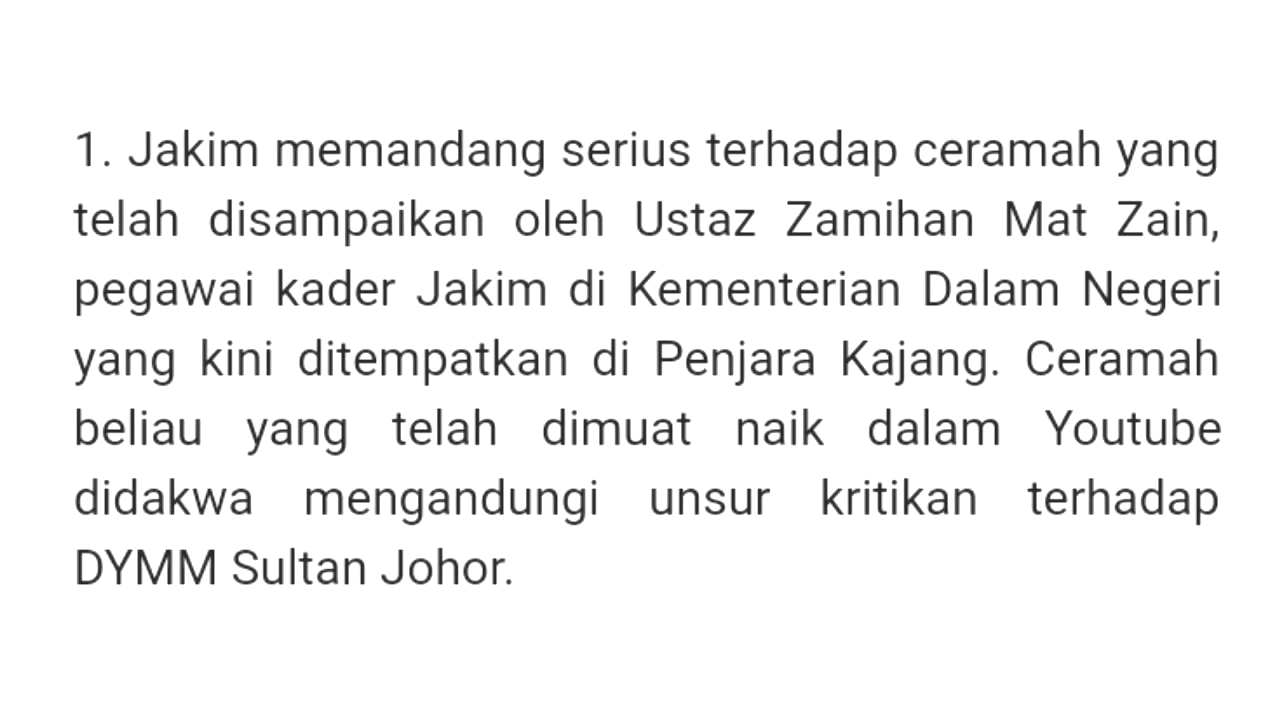 1. Jakim memandang serius terhadap ceramah yang
telah disampaikan oleh Ustaz Zamihan Mat Zain,
pegawai kader Jakim di Kementerian Dalam Negeri
yang kini ditempatkan di Penjara Kajang. Ceramah
beliau yang telah dimuat naik dalam Youtube
didakwa mengandungi unsur kritikan terhadap
DYMM Sultan Johor.